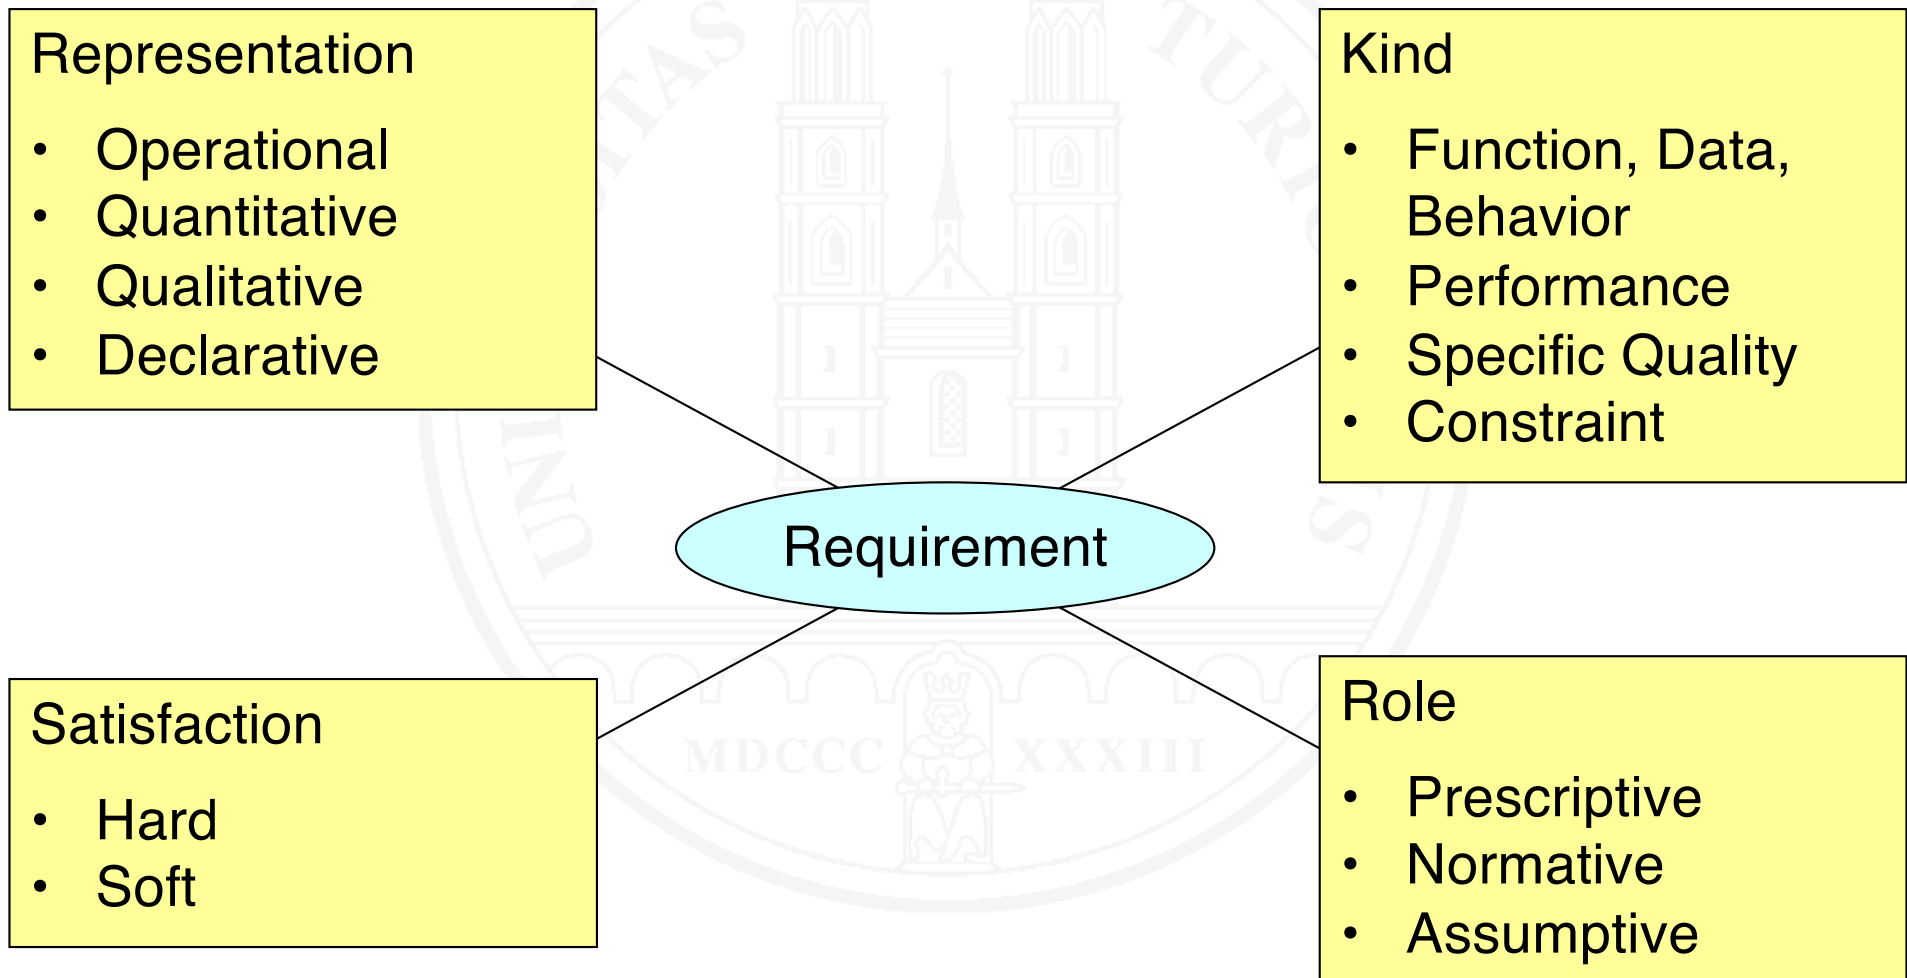 Representation
• Operational
• Quantitative
• Qualitative
• Declarative
Kind
• Function, Data,
Behavior
• Performance
• Specific Quality
• Constraint
Requirement
Satisfaction
• Hard
• Soft
Role
• Prescriptive
• Normative
• Assumptive
MDCCC XXXIII